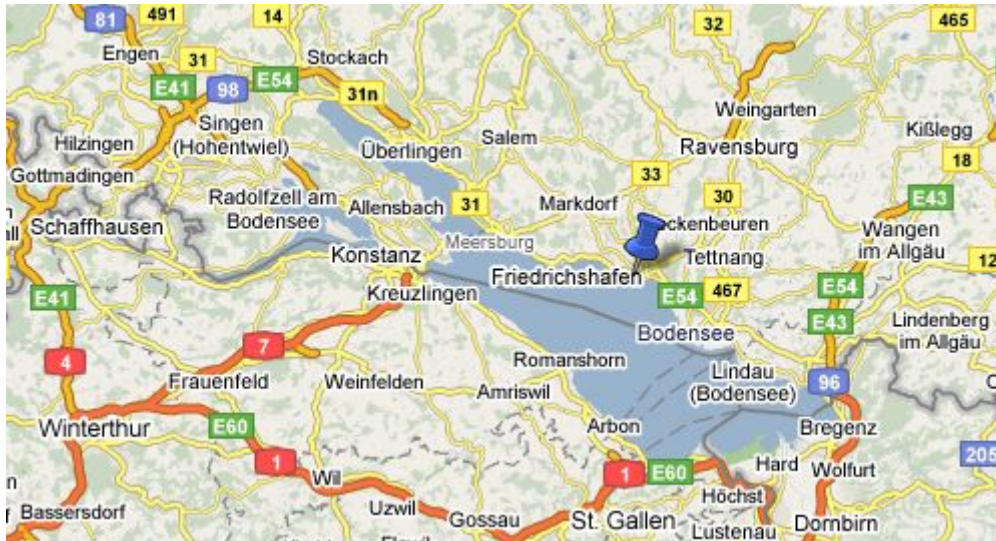 81
491
14
32
465
Engen
31
Stockach
E41
98
E54
31n
Weingarten
Singen
(Hohentwiel)
Hilzingen
Überlingen
Salem
Ravensburg
Kißlegg
18
Gottmadingen
33
Radolfzell am
Bodensee
Allensbach
31
Markdorf
30
E43
Schaffhausen
Meersburg
ckenbeuren
Wangen
im Allgäu
Konstanz
Tettnang
12
Friedrichshafen
E41
Kreuzlingen
E54
467
E54
E43
Bodensee
Lindenberg
im Allgäu
4
7
Romanshorn
Lindau
(Bodensee)
96
Frauenfeld
Weinfelden
Amriswil
Winterthur
E60
Arbon
Bregenz
205
1
Wil
1
E60
Hard
Wolfurt
Höchst
Bassersdorf
Uzwil
Gossau
St. Gallen
Lustenau
Dornbirn